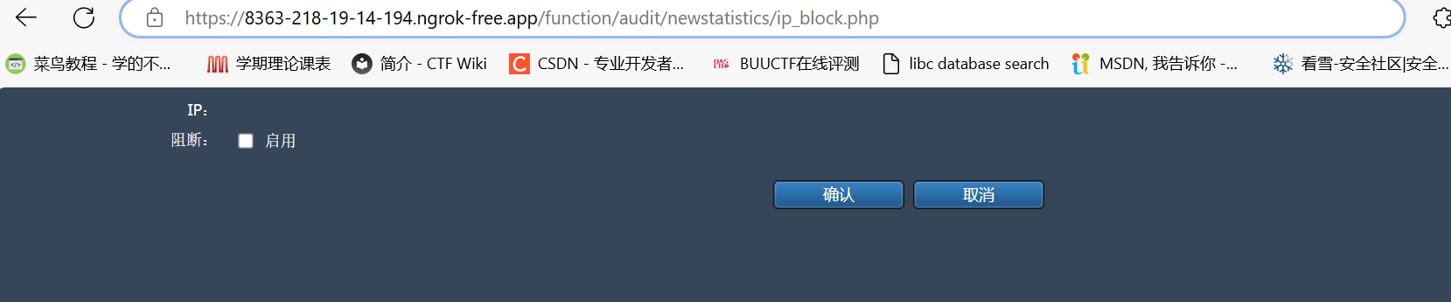 https://8363-218-19-14-194.ngrok-free.app/function/audit/newstatistics/ip_block.php
菜鸟教程 - 学的不... 学期理论课表 简介 - CTF Wiki CSDN - 专业开发者... BUUCTF在线评测 libc database search MSDN, 我告诉你 -... 看雪-安全社区|安全...
IP：
阻断： 启用
确认 取消